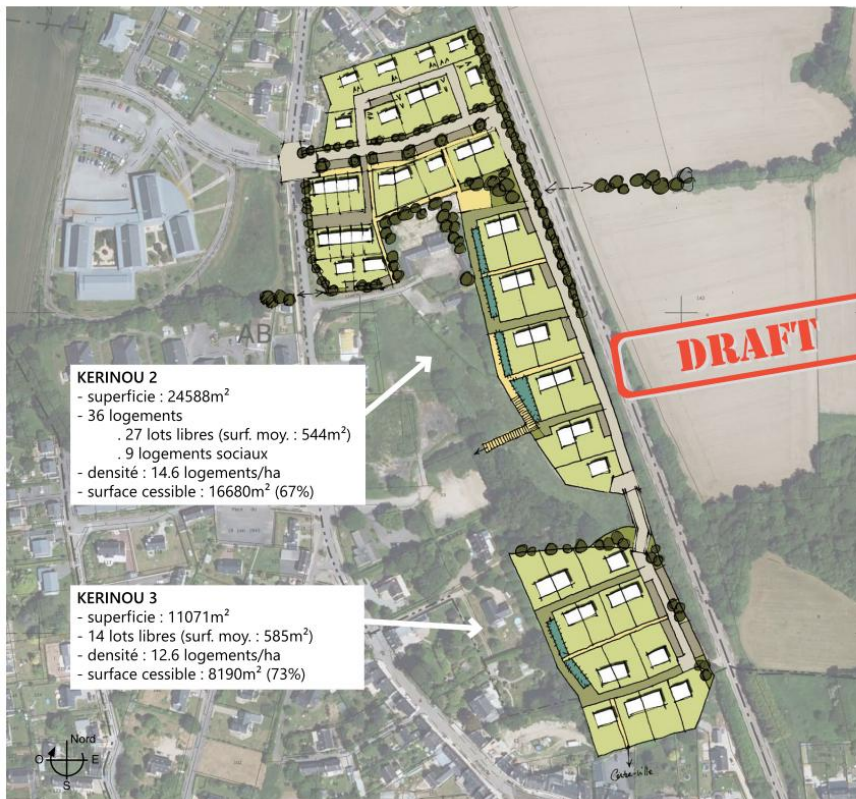 AB
DRAFT
KERINOU 2
- superficie : 24588m²
- 36 logements
. 27 lots libres (surf. moy. : 544m²)
. 9 logements sociaux
- densité : 14.6 logements/ha
- surface cessible : 16680m² (67%)
KERINOU 3
- superficie : 11071m²
- 14 lots libres (surf. moy. : 585m²)
- densité : 12.6 logements/ha
- surface cessible : 8190m² (73%)
Nord
O E
S
Centre-ville